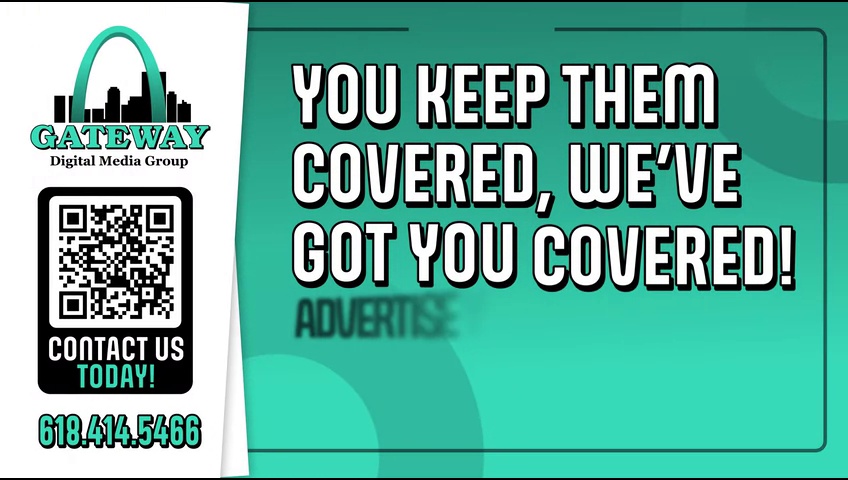 GATEWAY
Digital Media Group
CONTACT US
TODAY!
618.414.5466
YOU KEEP THEM
COVERED, WE'VE
GOT YOU COVERED!
ADVERTISE